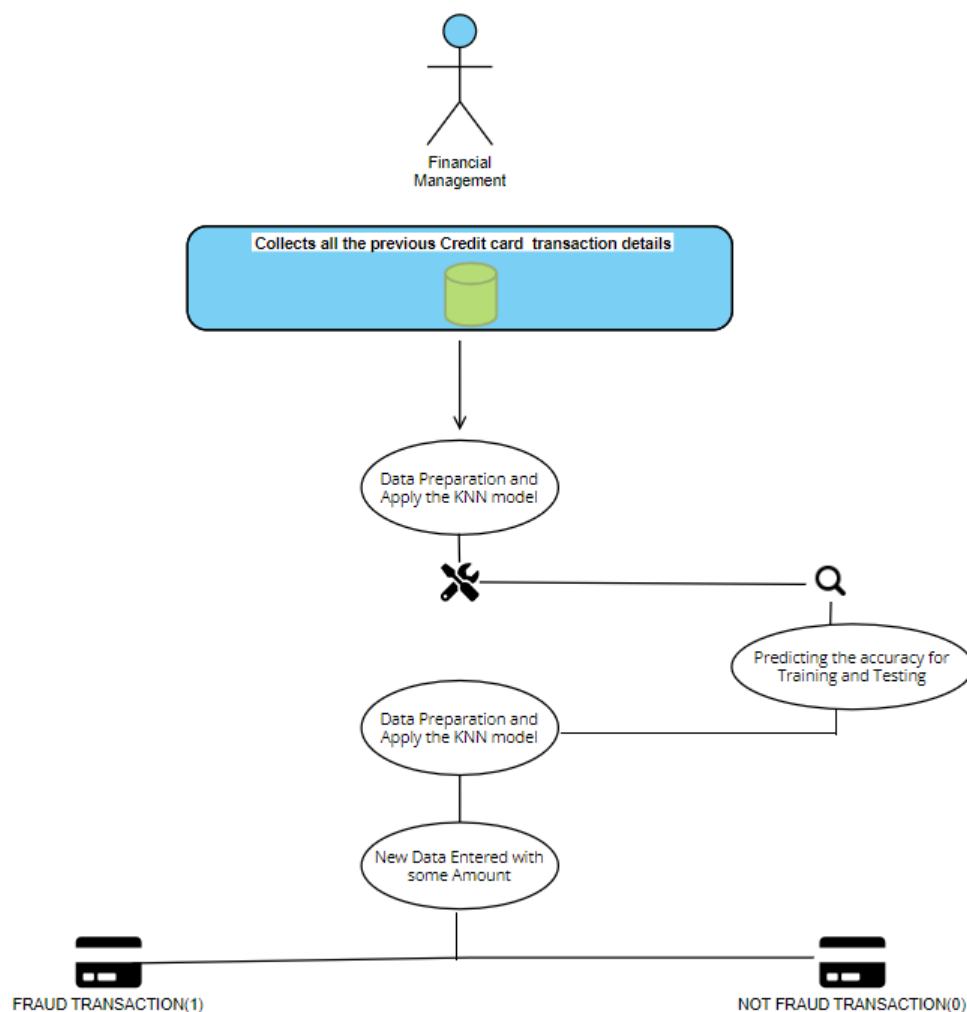 Financial
Management
Collects all the previous Credit card transaction details
Data Preparation and
Apply the KNN model
Predicting the accuracy for
Training and Testing
Data Preparation and
Apply the KNN model
New Data Entered with
some Amount
FRAUD TRANSACTION(1)
NOT FRAUD TRANSACTION(0)